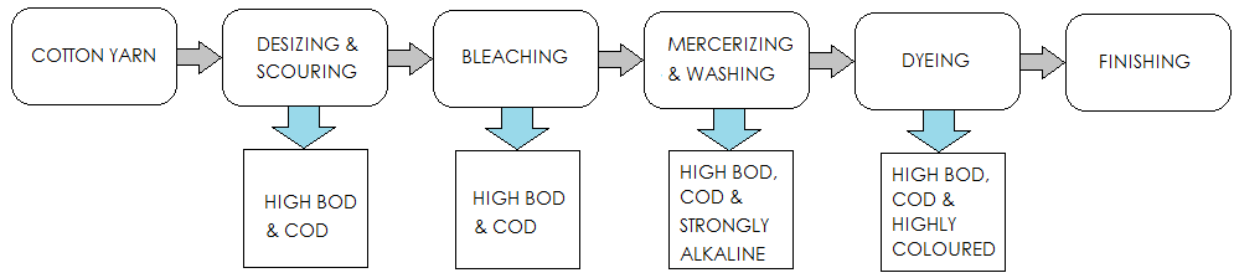 COTTON YARN
DESIZING &
SCOURING
BLEACHING
MERCERIZING
& WASHING
DYEING
FINISHING
HIGH BOD
& COD
HIGH BOD
& COD
HIGH BOD,
COD &
STRONGLY
ALKALINE
HIGH BOD,
COD &
HIGHLY
COLOURED